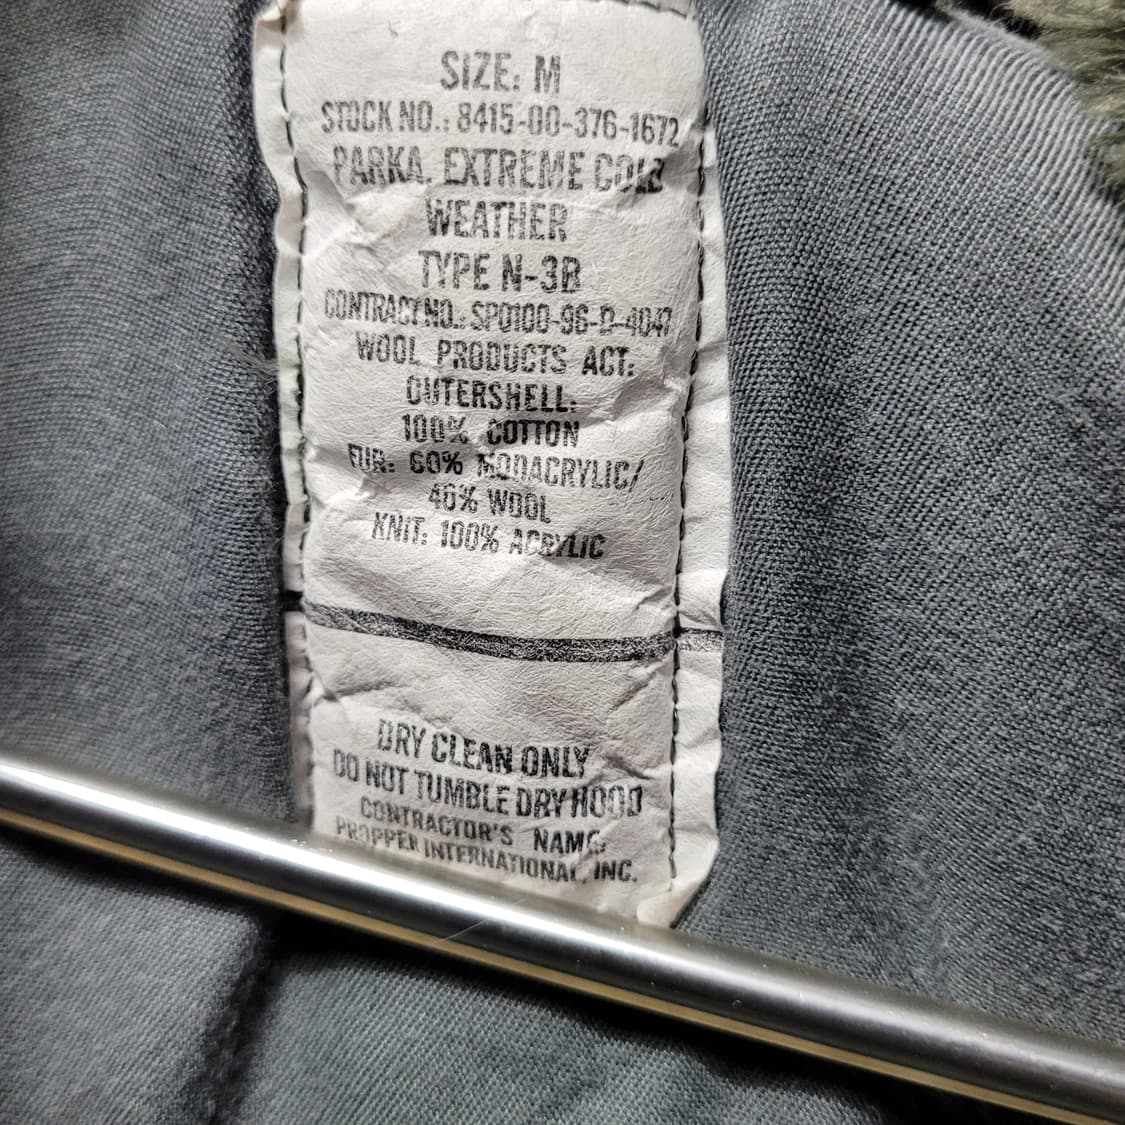 SIZE: M
STOCK NO.: 8415-00-376-1672
PARKA, EXTREME COLD
WEATHER
TYPE N-3B
CONTRACT NO.: SPO100-96-D-4047
WOOL PRODUCTS ACT:
OUTERSHELL:
100% COTTON
FUR: 60% MODACRYLIC/
40% WOOL
KNIT: 100% ACRYLIC
DRY CLEAN ONLY
DO NOT TUMBLE DRY HOOD
CONTRACTOR'S NAME:
PROPPER INTERNATIONAL, INC.